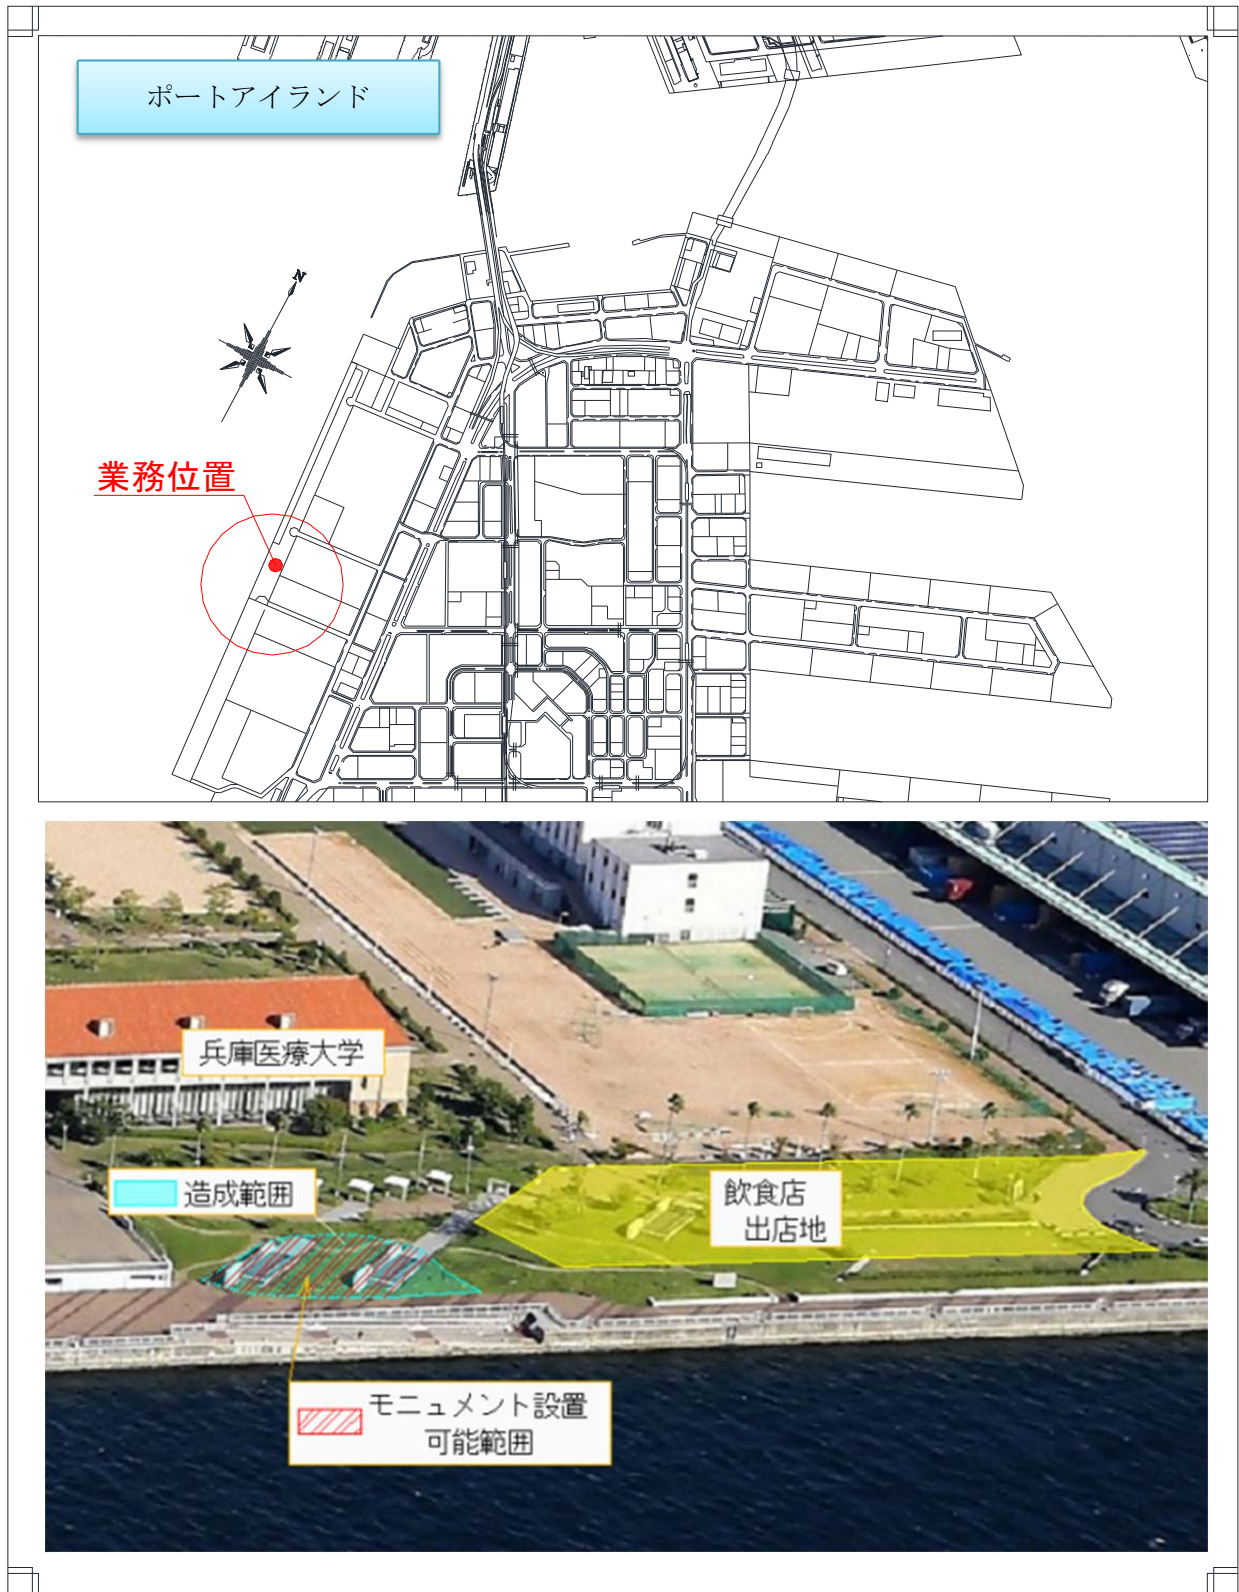 ポートアイランド
N
業務位置
兵庫医療大学
造成範囲
飲食店
出店地
モニュメント設置
可能範囲